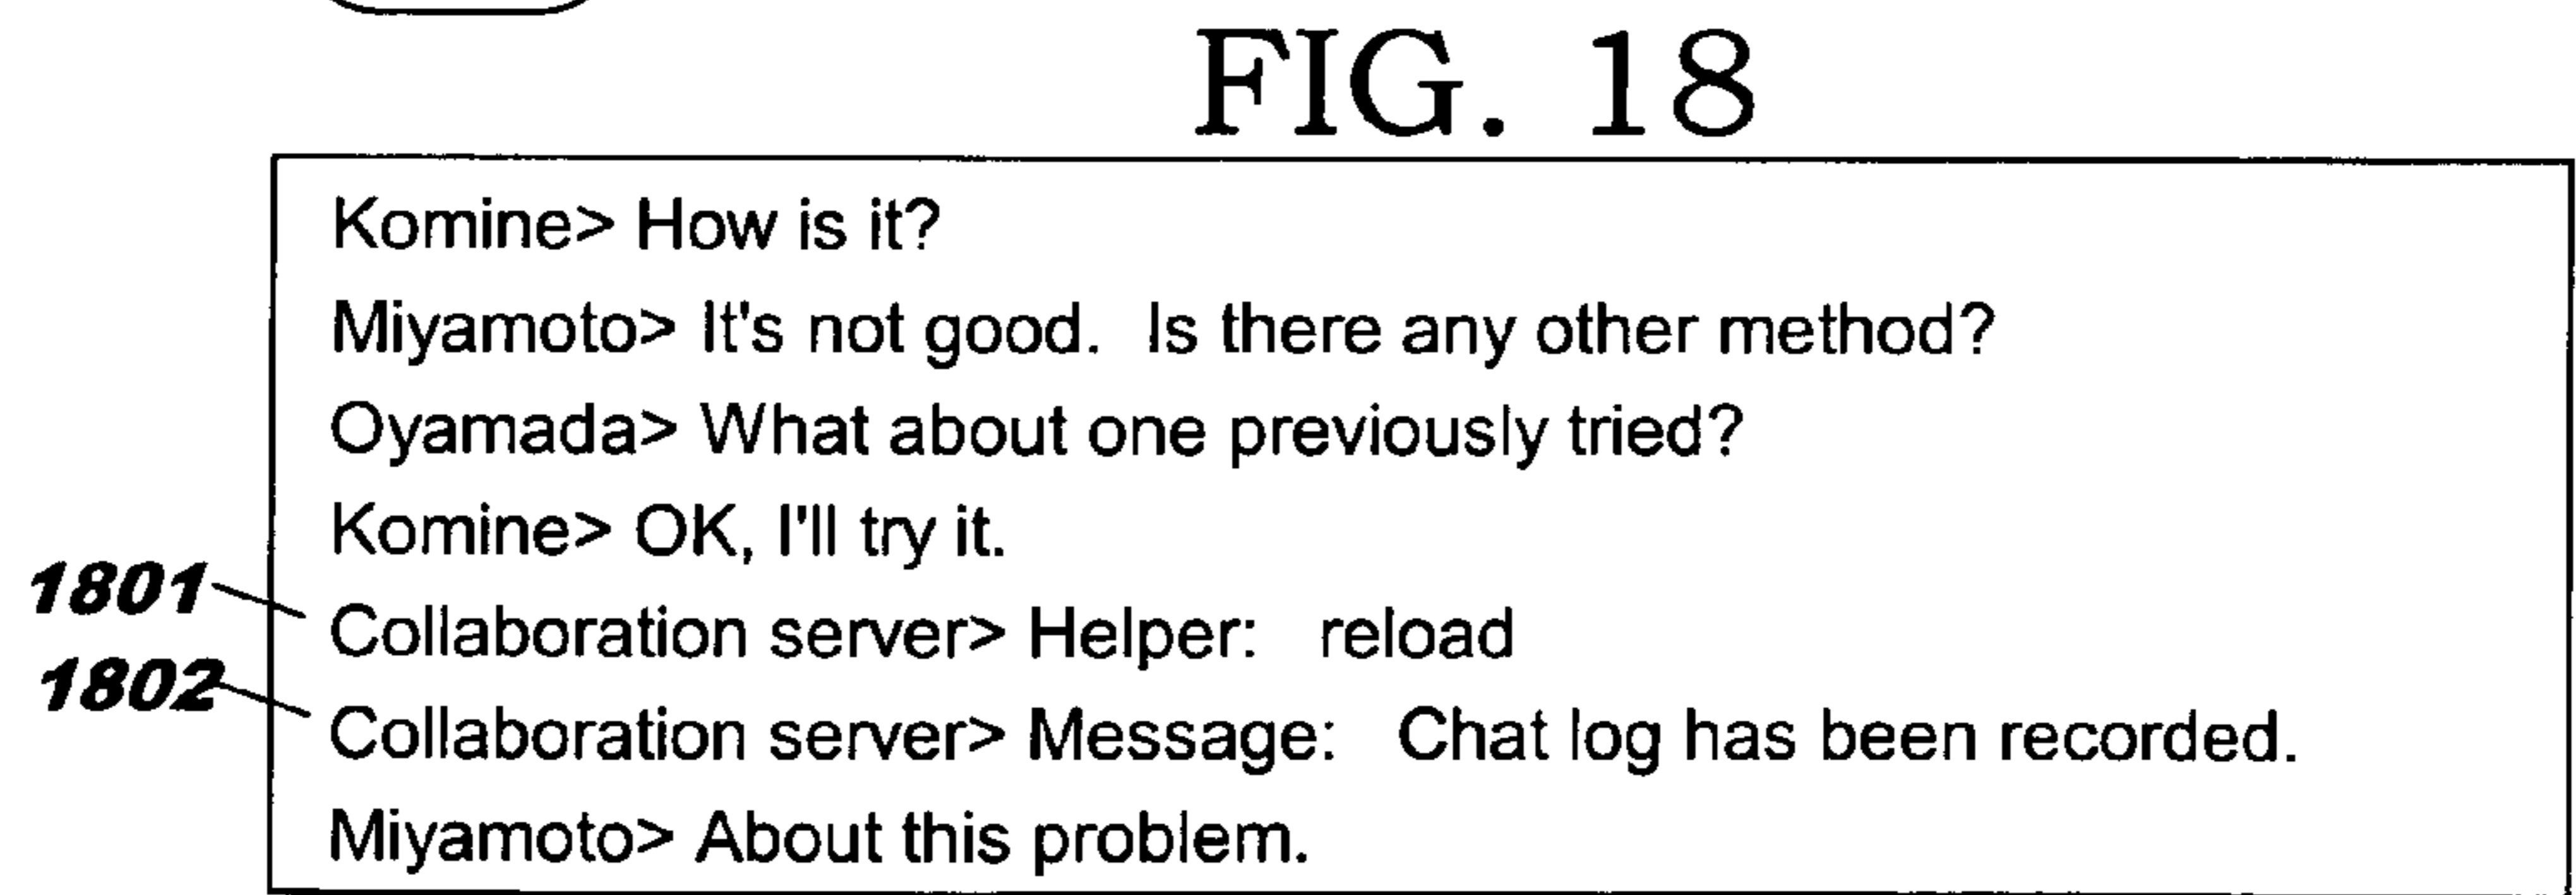 FIG. 18
Komine> How is it?
Miyamoto> It's not good. Is there any other method?
Oyamada> What about one previously tried?
Komine> OK, I'll try it.
1801 Collaboration server> Helper: reload
1802 Collaboration server> Message: Chat log has been recorded.
Miyamoto> About this problem.